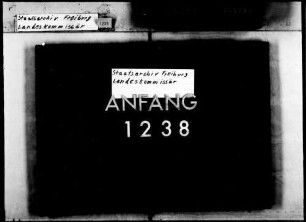 Staatsarchiv Freiburg
Landeskommissär
Staatsarchiv Freiburg
Landeskommissär
ANFANG
1238